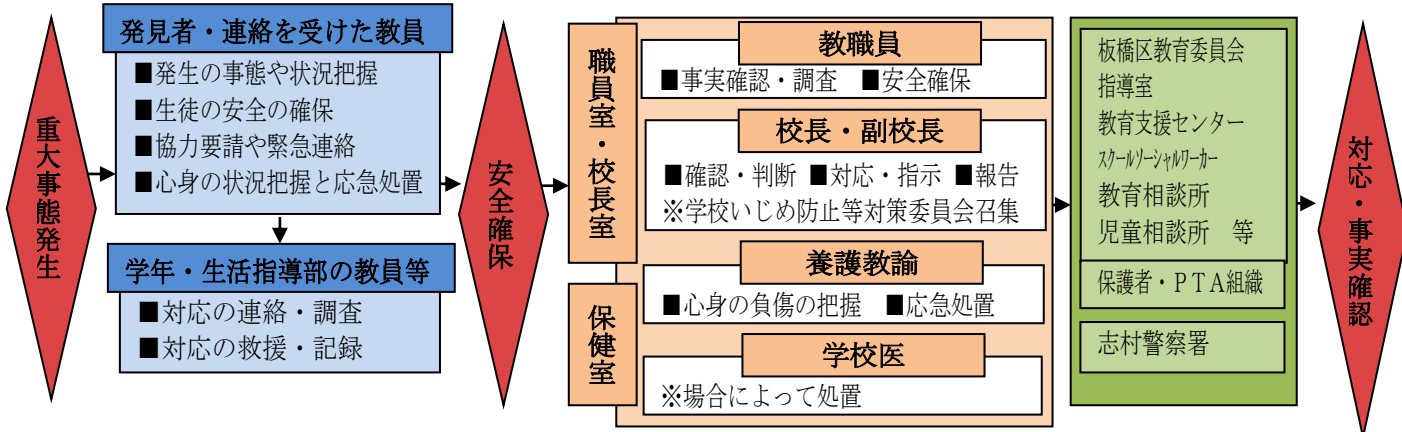 重大事態発生
発見者・連絡を受けた教員
■発生の事態や状況把握
■生徒の安全の確保
■協力要請や緊急連絡
■心身の状況把握と応急処置
学年・生活指導部の教員等
■対応の連絡・調査
■対応の救援・記録
安全確保
職員室・校長室
教職員
■事実確認・調査　■安全確保
校長・副校長
■確認・判断 ■対応・指示 ■報告
※学校いじめ防止等対策委員会召集
保健室
養護教諭
■心身の負傷の把握　■応急処置
学校医
※場合によって処置
板橋区教育委員会
指導室
教育支援センター
スクールソーシャルワーカー
教育相談所
児童相談所　等
保護者・ＰＴＡ組織
志村警察署
対応・事実確認